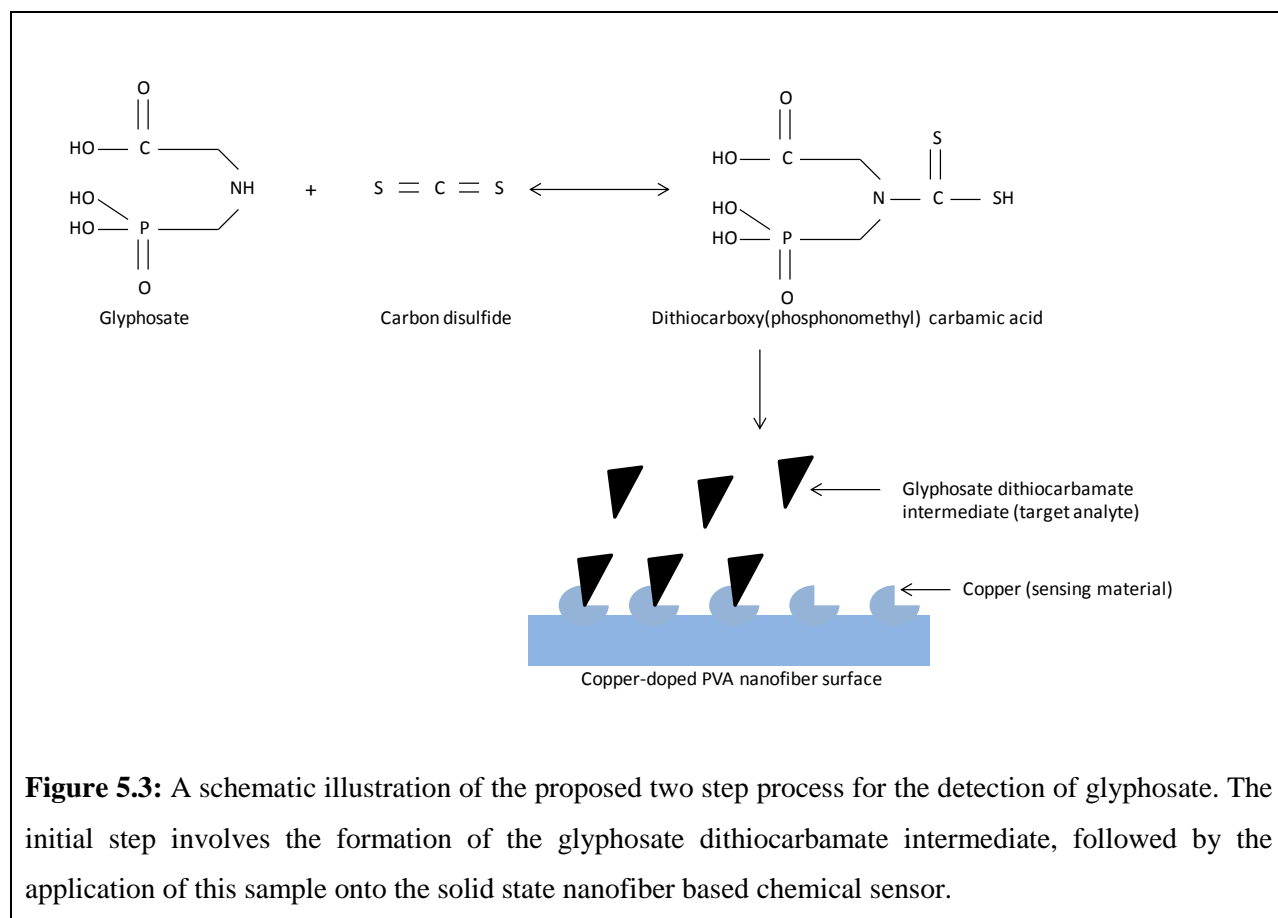 O
HO C
NH
HO
HO P
O
Glyphosate
+
S C S
Carbon disulfide
O
S
HO C
N C SH
HO
HO P
O
Dithiocarboxy(phosphonomethyl) carbamic acid
Glyphosate dithiocarbamate
intermediate (target analyte)
Copper (sensing material)
Copper-doped PVA nanofiber surface
Figure 5.3: A schematic illustration of the proposed two step process for the detection of glyphosate. The
initial step involves the formation of the glyphosate dithiocarbamate intermediate, followed by the
application of this sample onto the solid state nanofiber based chemical sensor.